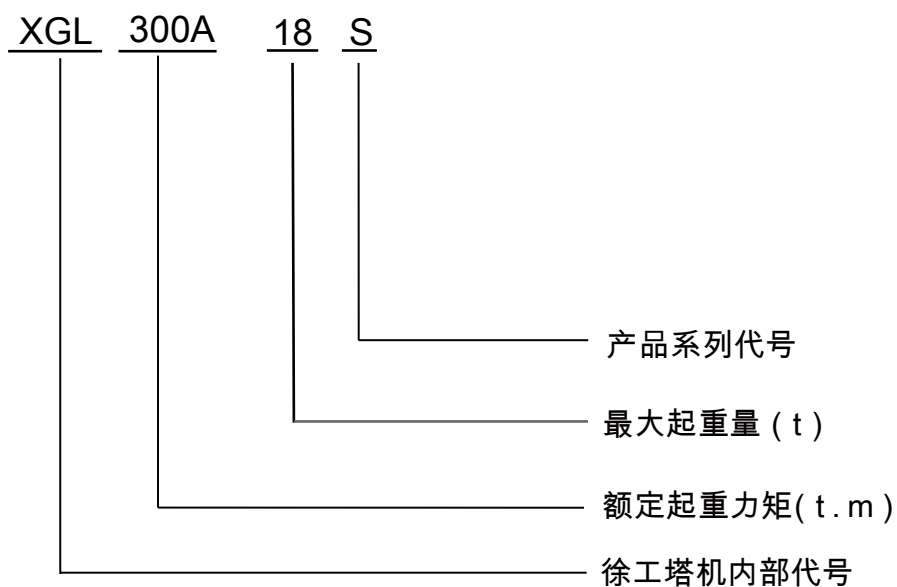 XGL 300A 18 S
产品系列代号
最大起重量 ( t )
额定起重力矩( t . m )
徐工塔机内部代号